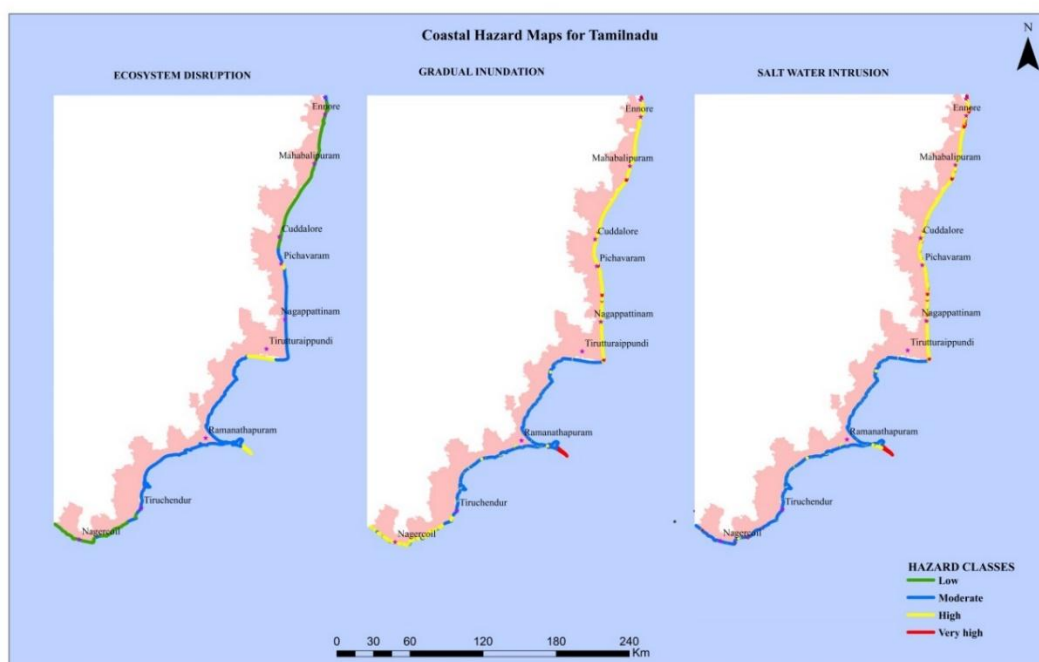 Coastal Hazard Maps for Tamilnadu
N
ECOSYSTEM DISRUPTION
Ennore
Mahabalipuram
Cuddalore
Pichavaram
Nagappattinam
Tirutturaippundi
Ramanathapuram
Tiruchendur
Nagercoil
GRADUAL INUNDATION
Ennore
Mahabalipuram
Cuddalore
Pichavaram
Nagappattinam
Tirutturaippundi
Ramanathapuram
Tiruchendur
Nagercoil
SALT WATER INTRUSION
Ennore
Mahabalipuram
Cuddalore
Pichavaram
Nagappattinam
Tirutturaippundi
Ramanathapuram
Tiruchendur
Nagercoil
HAZARD CLASSES
Low
Moderate
High
Very high
0 30 60 120 180 240
Km